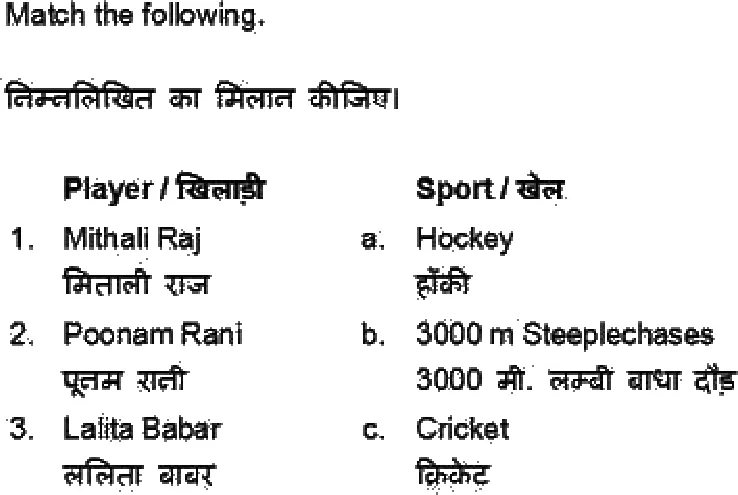 Match the following.
निम्नलिखित का मिलान कीजिए।
Player / खिलाड़ी Sport / खेल
1. Mithali Raj a. Hockey
मिताली राज हॉकी
2. Poonam Rani b. 3000 m Steeplechases
पूनम रानी 3000 मी. लम्बी बाधा दौड़
3. Lalita Babar c. Cricket
ललिता बाबर क्रिकेट